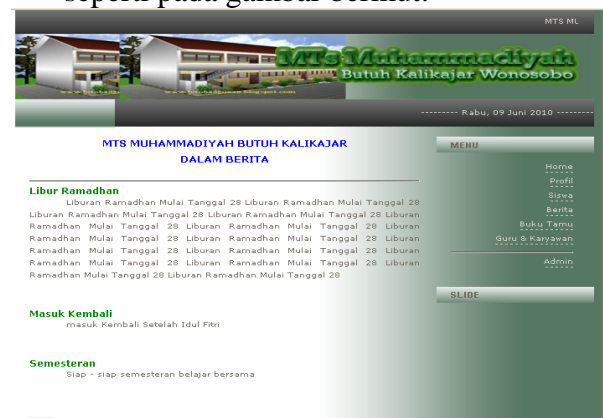 seperti pada gambar berikut:
MTS ML
MTs Muhammadiyah
Butuh Kalikajar Wonosobo
--------- Rabu, 09 Juni 2010 ---------
MTS MUHAMMADIYAH BUTUH KALIKAJAR
DALAM BERITA
Libur Ramadhan
Liburan Ramadhan Mulai Tanggal 28 Liburan Ramadhan Mulai Tanggal 28
Liburan Ramadhan Mulai Tanggal 28 Liburan Ramadhan Mulai Tanggal 28 Liburan
Ramadhan Mulai Tanggal 28 Liburan Ramadhan Mulai Tanggal 28 Liburan
Ramadhan Mulai Tanggal 28 Liburan Ramadhan Mulai Tanggal 28 Liburan
Ramadhan Mulai Tanggal 28 Liburan Ramadhan Mulai Tanggal 28 Liburan
Ramadhan Mulai Tanggal 28 Liburan Ramadhan Mulai Tanggal 28 Liburan
Ramadhan Mulai Tanggal 28 Liburan Ramadhan Mulai Tanggal 28
Masuk Kembali
masuk Kembali Setelah Idul Fitri
Semesteran
Siap - siap semesteran belajar bersama
MENU
Home
Profil
Siswa
Berita
Buku Tamu
Guru & Karyawan
Admin
SLIDE